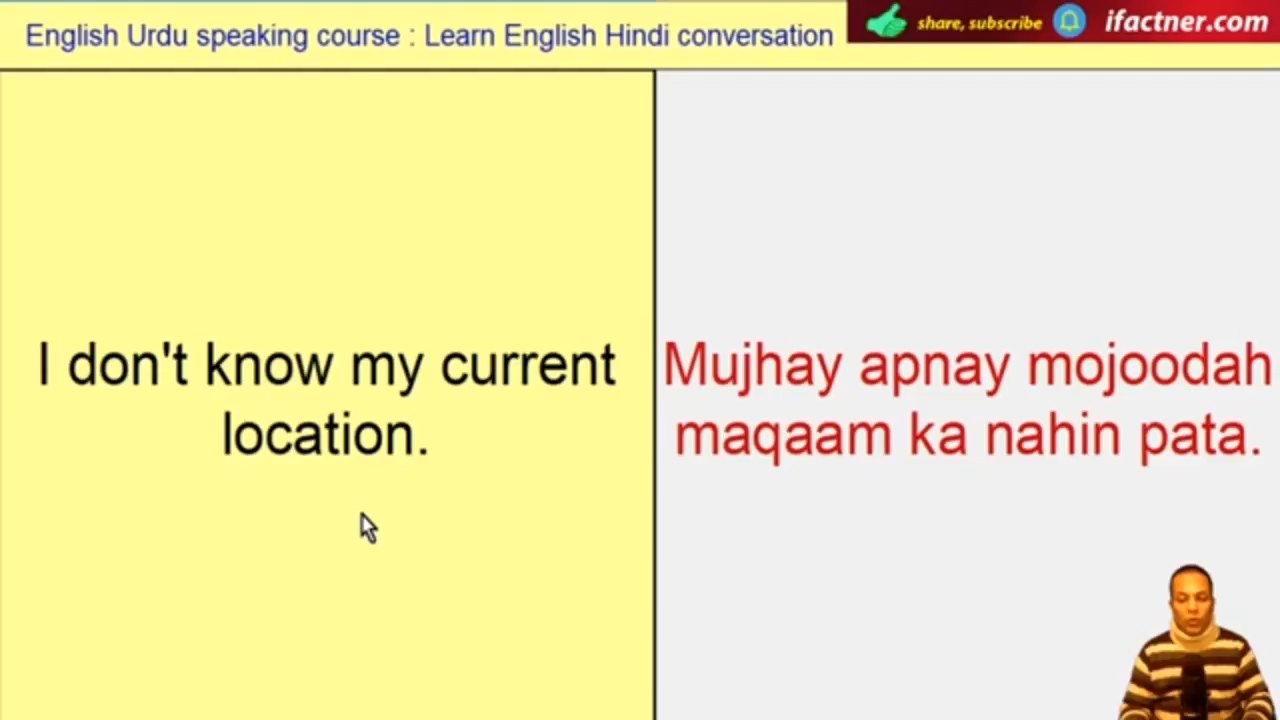 English Urdu speaking course : Learn English Hindi conversation
share, subscribe
ifactner.com
I don't know my current
location.
Mujhay apnay mojoodah
maqaam ka nahin pata.